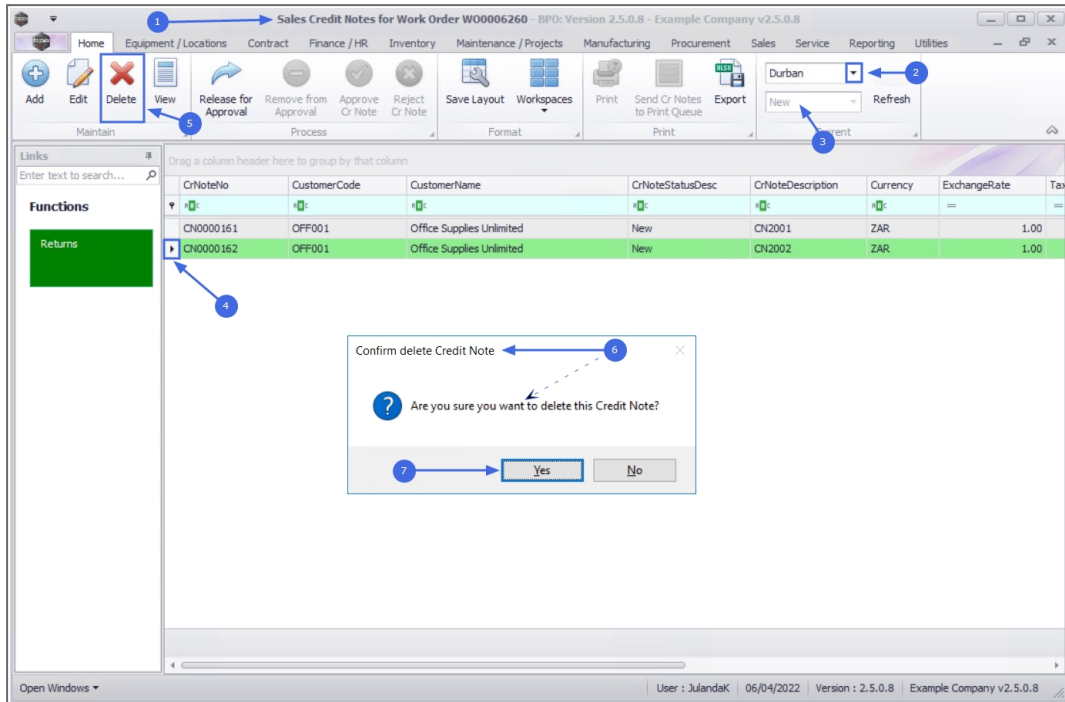 1
Sales Credit Notes for Work Order WO0006260 - BPO: Version 2.5.0.8 - Example Company v2.5.0.8
Home Equipment / Locations Contract Finance / HR Inventory Maintenance / Projects Manufacturing Procurement Sales Service Reporting Utilities
Add Edit Delete View
Release for Approval
Remove from Approval
Approve Cr Note
Reject Cr Note
Save Layout Workspaces
Print
Send Cr Notes to Print Queue
Export
Durban
2
New
Refresh
3
5
Maintain Process Format Print Current
Links
Enter text to search...
Functions
Returns
Drag a column header here to group by that column
CrNoteNo CustomerCode CustomerName CrNoteStatusDesc CrNoteDescription Currency ExchangeRate Tax
CN0000161 OFF001 Office Supplies Unlimited New CN2001 ZAR 1.00
CN0000162 OFF001 Office Supplies Unlimited New CN2002 ZAR 1.00
4
Confirm delete Credit Note
6
Are you sure you want to delete this Credit Note?
7
Yes No
Open Windows
User : JulandaK 06/04/2022 Version : 2.5.0.8 Example Company v2.5.0.8